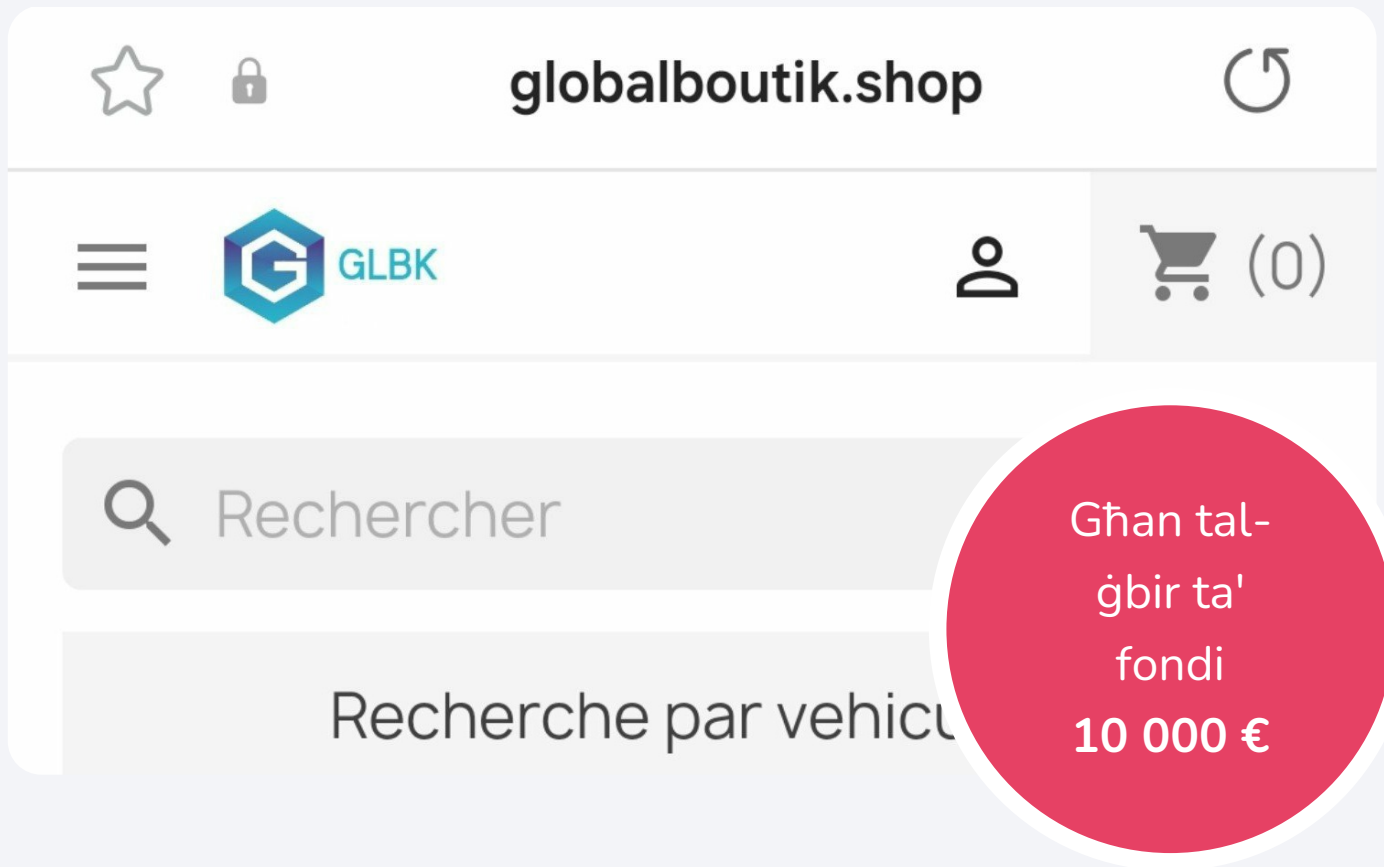 globalboutik.shop
GLBK
(0)
Rechercher
Recherche par vehicu
Għan tal-
ġbir ta'
fondi
10 000 €